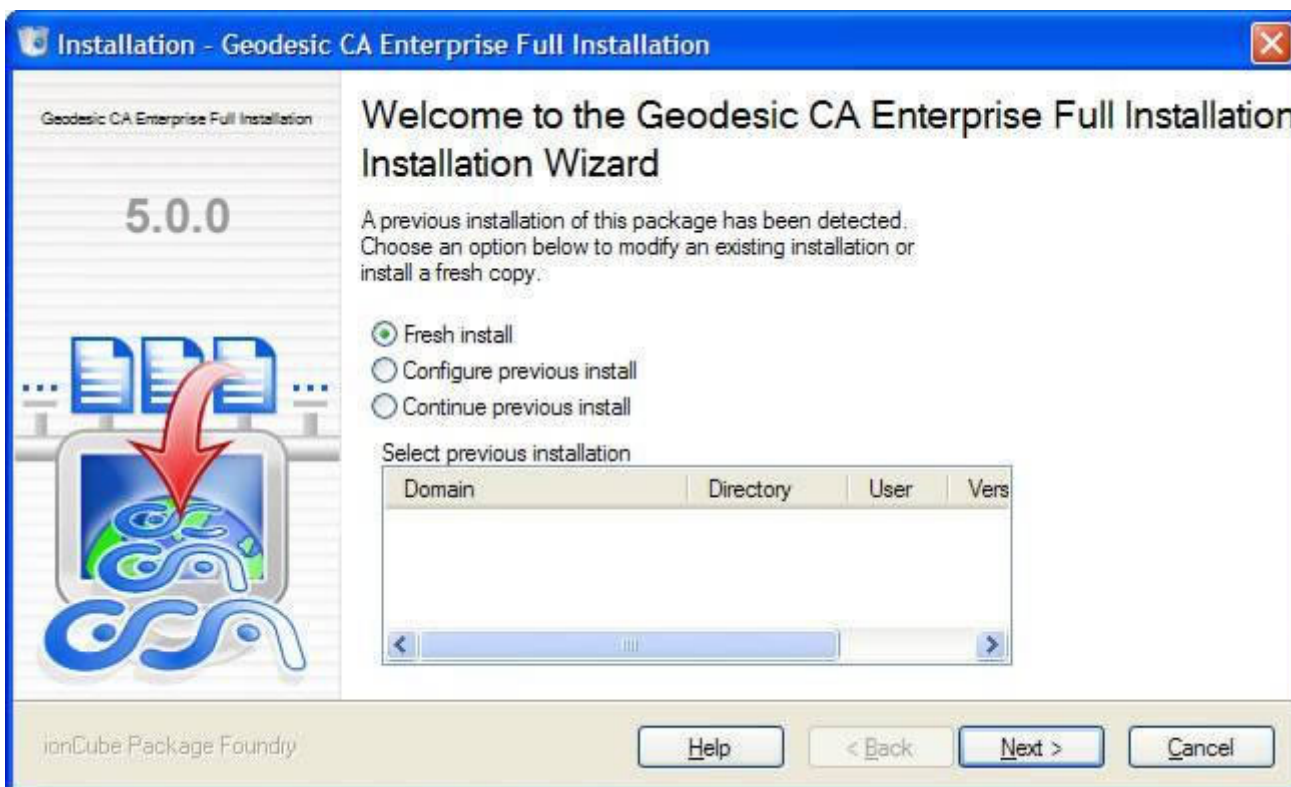 Installation - Geodesic CA Enterprise Full Installation
Geodesic CA Enterprise Full Installation
5.0.0
Welcome to the Geodesic CA Enterprise Full Installation
Installation Wizard
A previous installation of this package has been detected.
Choose an option below to modify an existing installation or
install a fresh copy.
Fresh install
Configure previous install
Continue previous install
Select previous installation
Domain Directory User Vers
ionCube Package Foundry
Help < Back Next > Cancel